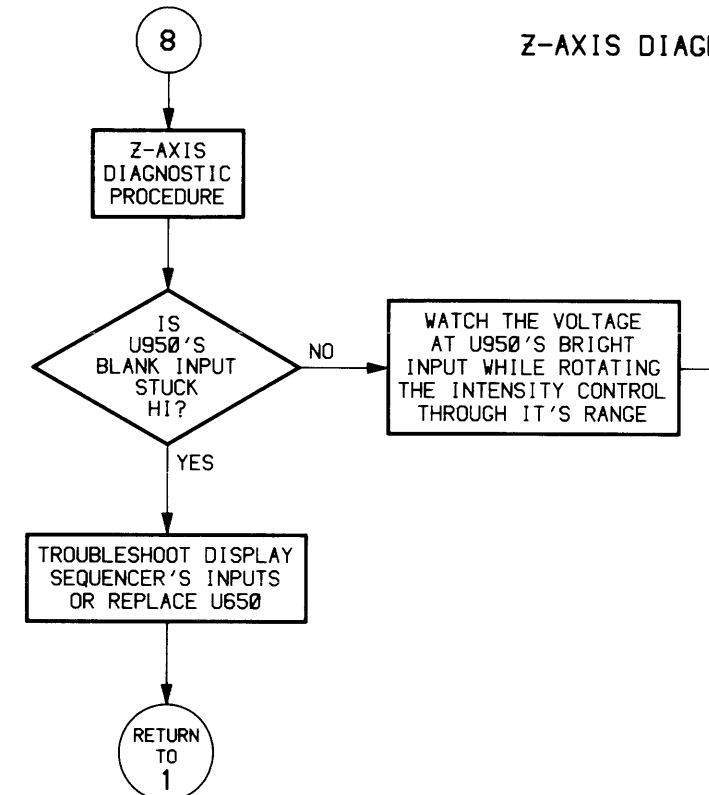 8
Z-AXIS DIAG
Z-AXIS
DIAGNOSTIC
PROCEDURE
IS
U950'S
BLANK INPUT
STUCK
HI?
NO
WATCH THE VOLTAGE
AT U950'S BRIGHT
INPUT WHILE ROTATING
THE INTENSITY CONTROL
THROUGH IT'S RANGE
YES
TROUBLESHOOT DISPLAY
SEQUENCER'S INPUTS
OR REPLACE U650
RETURN
TO
1